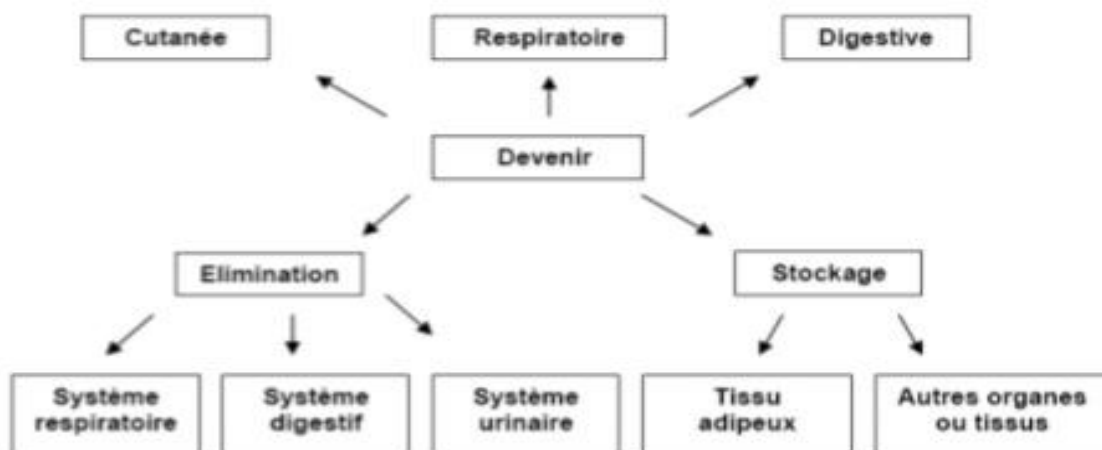 Cutanée
Respiratoire
Digestive
Devenir
Elimination
Stockage
Système
respiratoire
Système
digestif
Système
urinaire
Tissu
adipeux
Autres organes
ou tissus